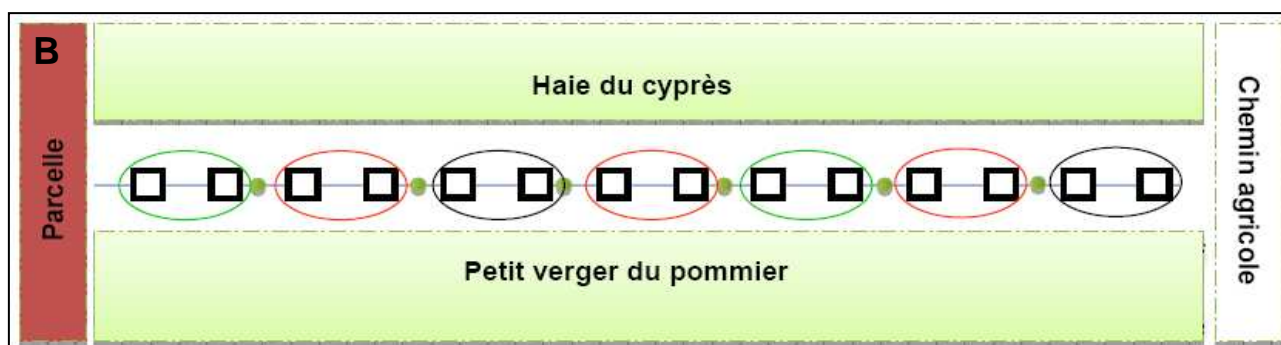 B
Parcelle
Haie du cyprès
Petit verger du pommier
Chemin agricole